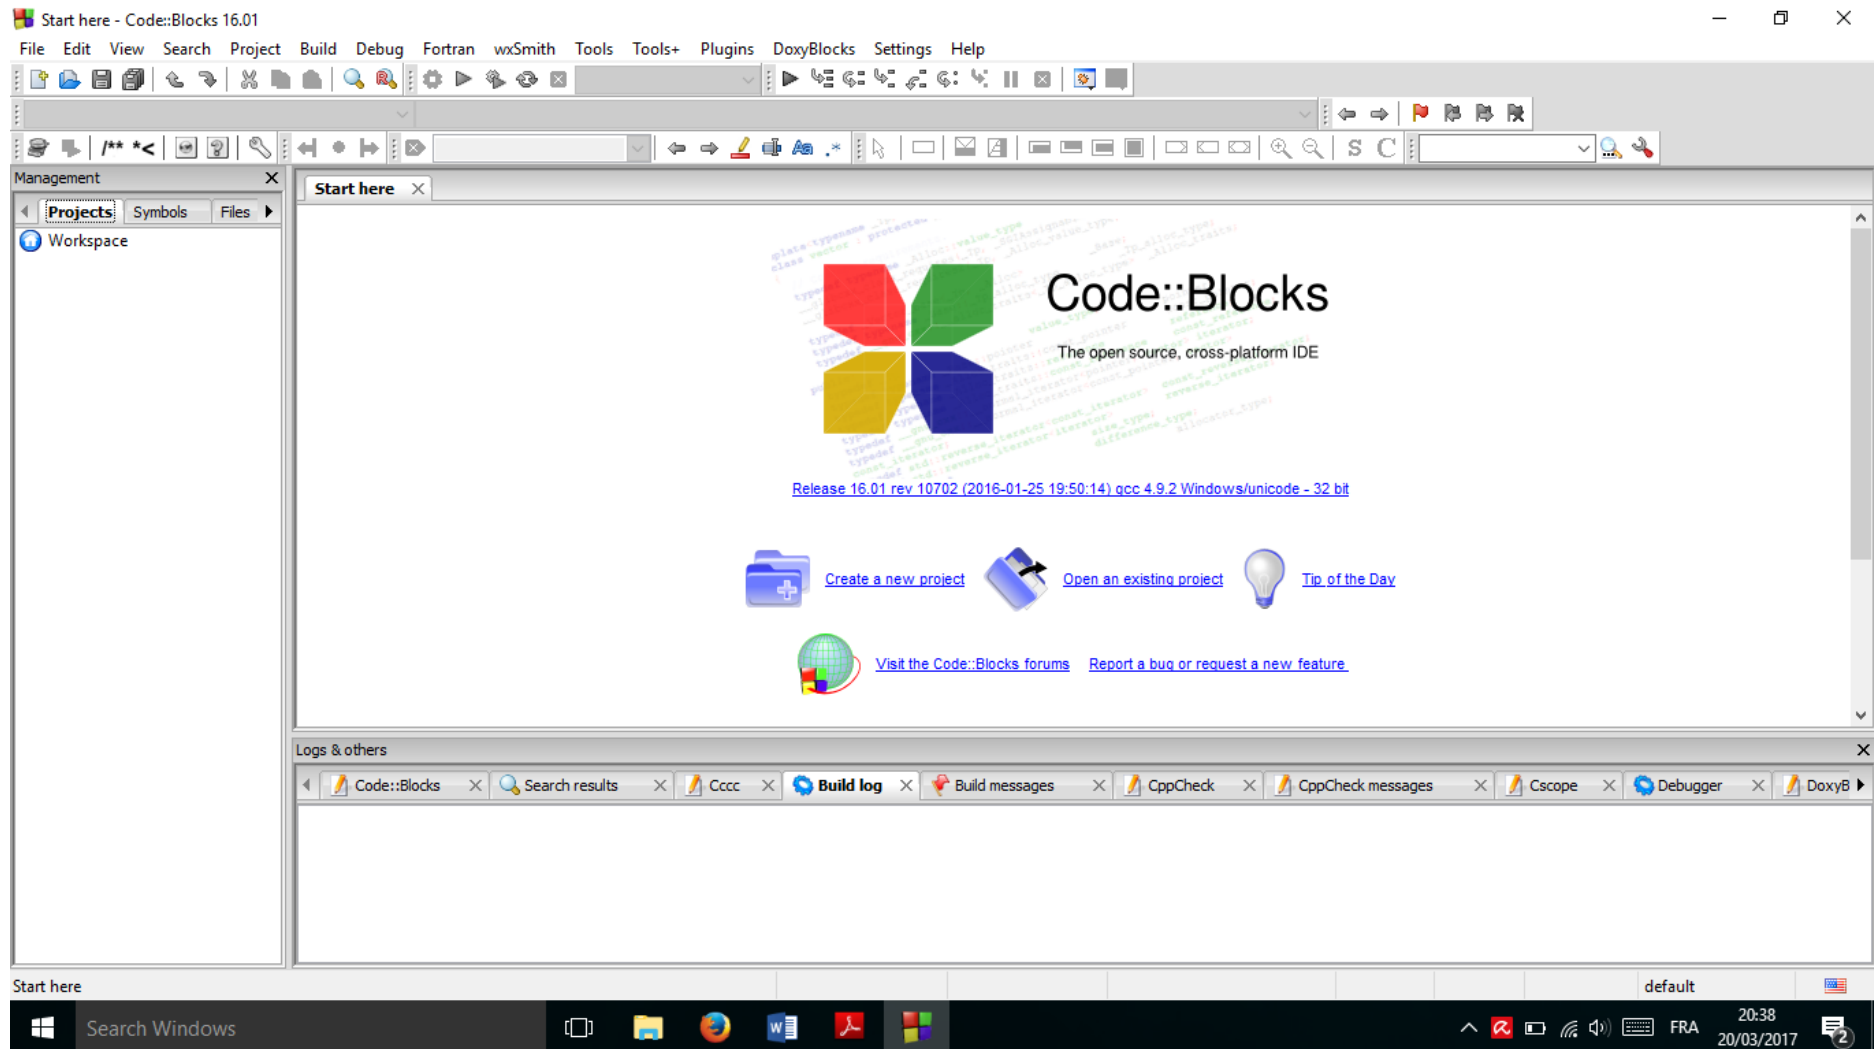 Start here - Code::Blocks 16.01
File Edit View Search Project Build Debug Fortran wxSmith Tools Tools+ Plugins DoxyBlocks Settings Help
/** *<
S C
Management
Start here
Projects Symbols Files
Workspace
Code::Blocks
The open source, cross-platform IDE
Release 16.01 rev 10702 (2016-01-25 19:50:14) gcc 4.9.2 Windows/unicode - 32 bit
Create a new project Open an existing project Tip of the Day
Visit the Code::Blocks forums Report a bug or request a new feature
Logs & others
Code::Blocks Search results Cccc Build log Build messages CppCheck CppCheck messages Cscope Debugger DoxyB
Start here default
Search Windows
FRA
20:38
20/03/2017
2